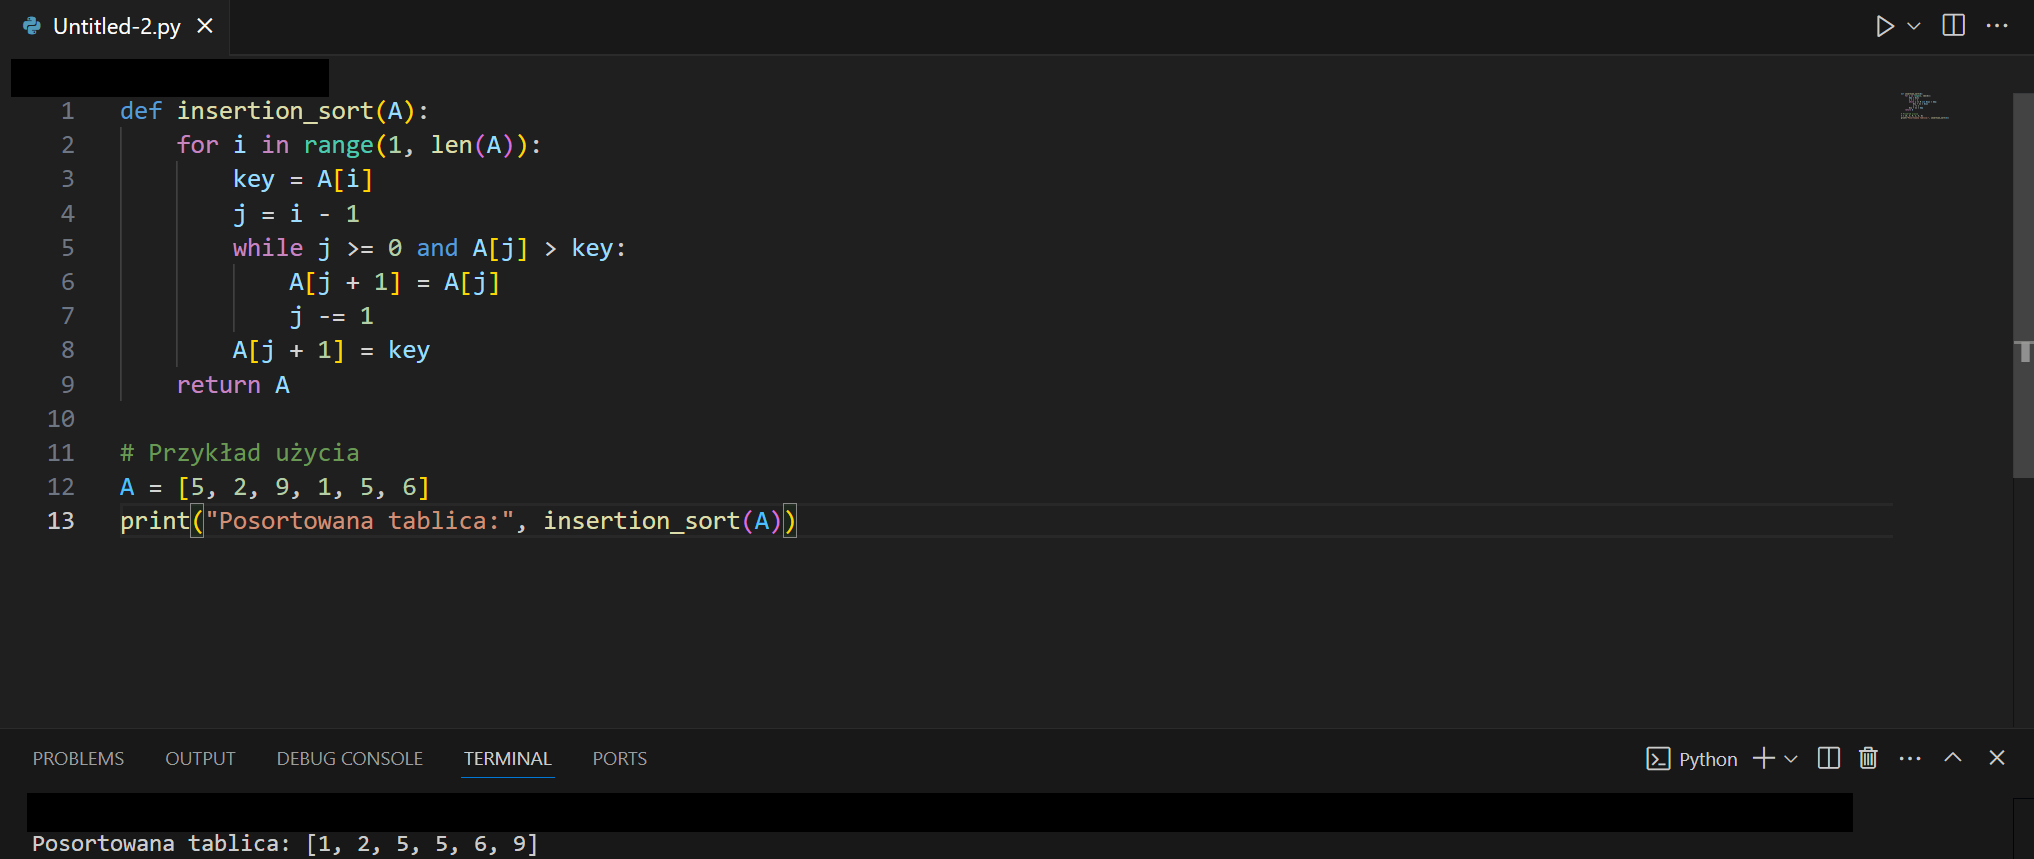 Untitled-2.py
1 def insertion_sort(A):
2     for i in range(1, len(A)):
3         key = A[i]
4         j = i - 1
5         while j >= 0 and A[j] > key:
6             A[j + 1] = A[j]
7             j -= 1
8         A[j + 1] = key
9     return A
10
11 # Przykład użycia
12 A = [5, 2, 9, 1, 5, 6]
13 print("Posortowana tablica:", insertion_sort(A))
PROBLEMS OUTPUT DEBUG CONSOLE TERMINAL PORTS Python
Posortowana tablica: [1, 2, 5, 5, 6, 9]